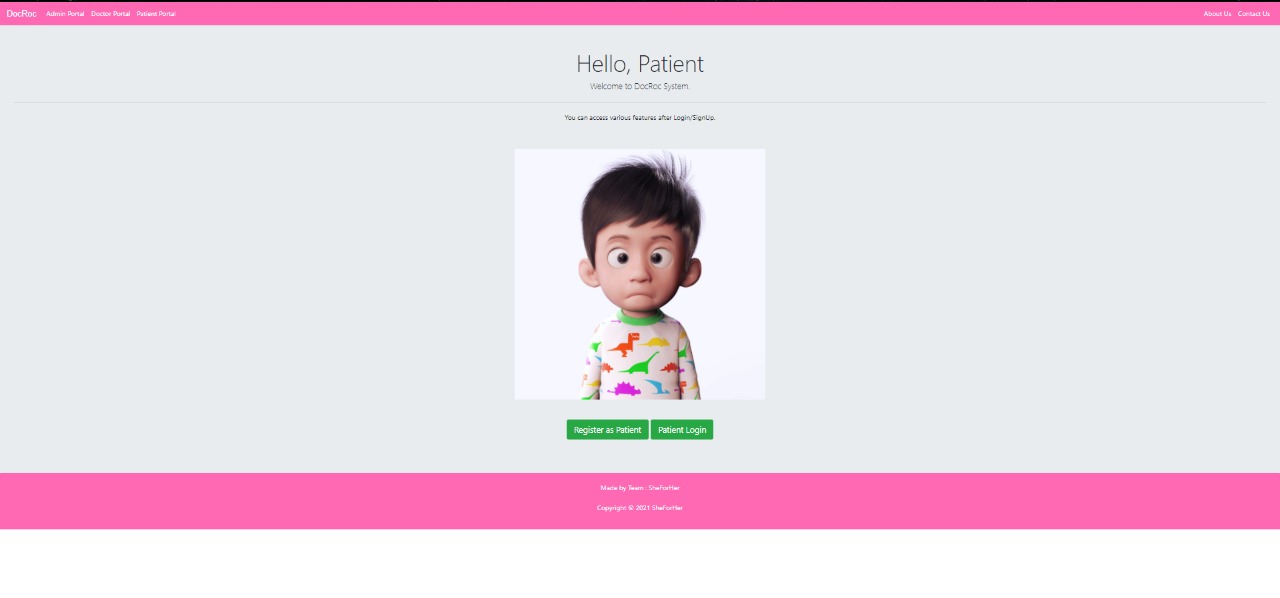 DocRoc Admin Portal Doctor Portal Patient Portal About Us Contact Us
Hello, Patient
Welcome to DocRoc System.
You can access various features after Login/SignUp.
Register as Patient Patient Login
Made by Team : SheForHer
Copyright © 2021 SheForHer